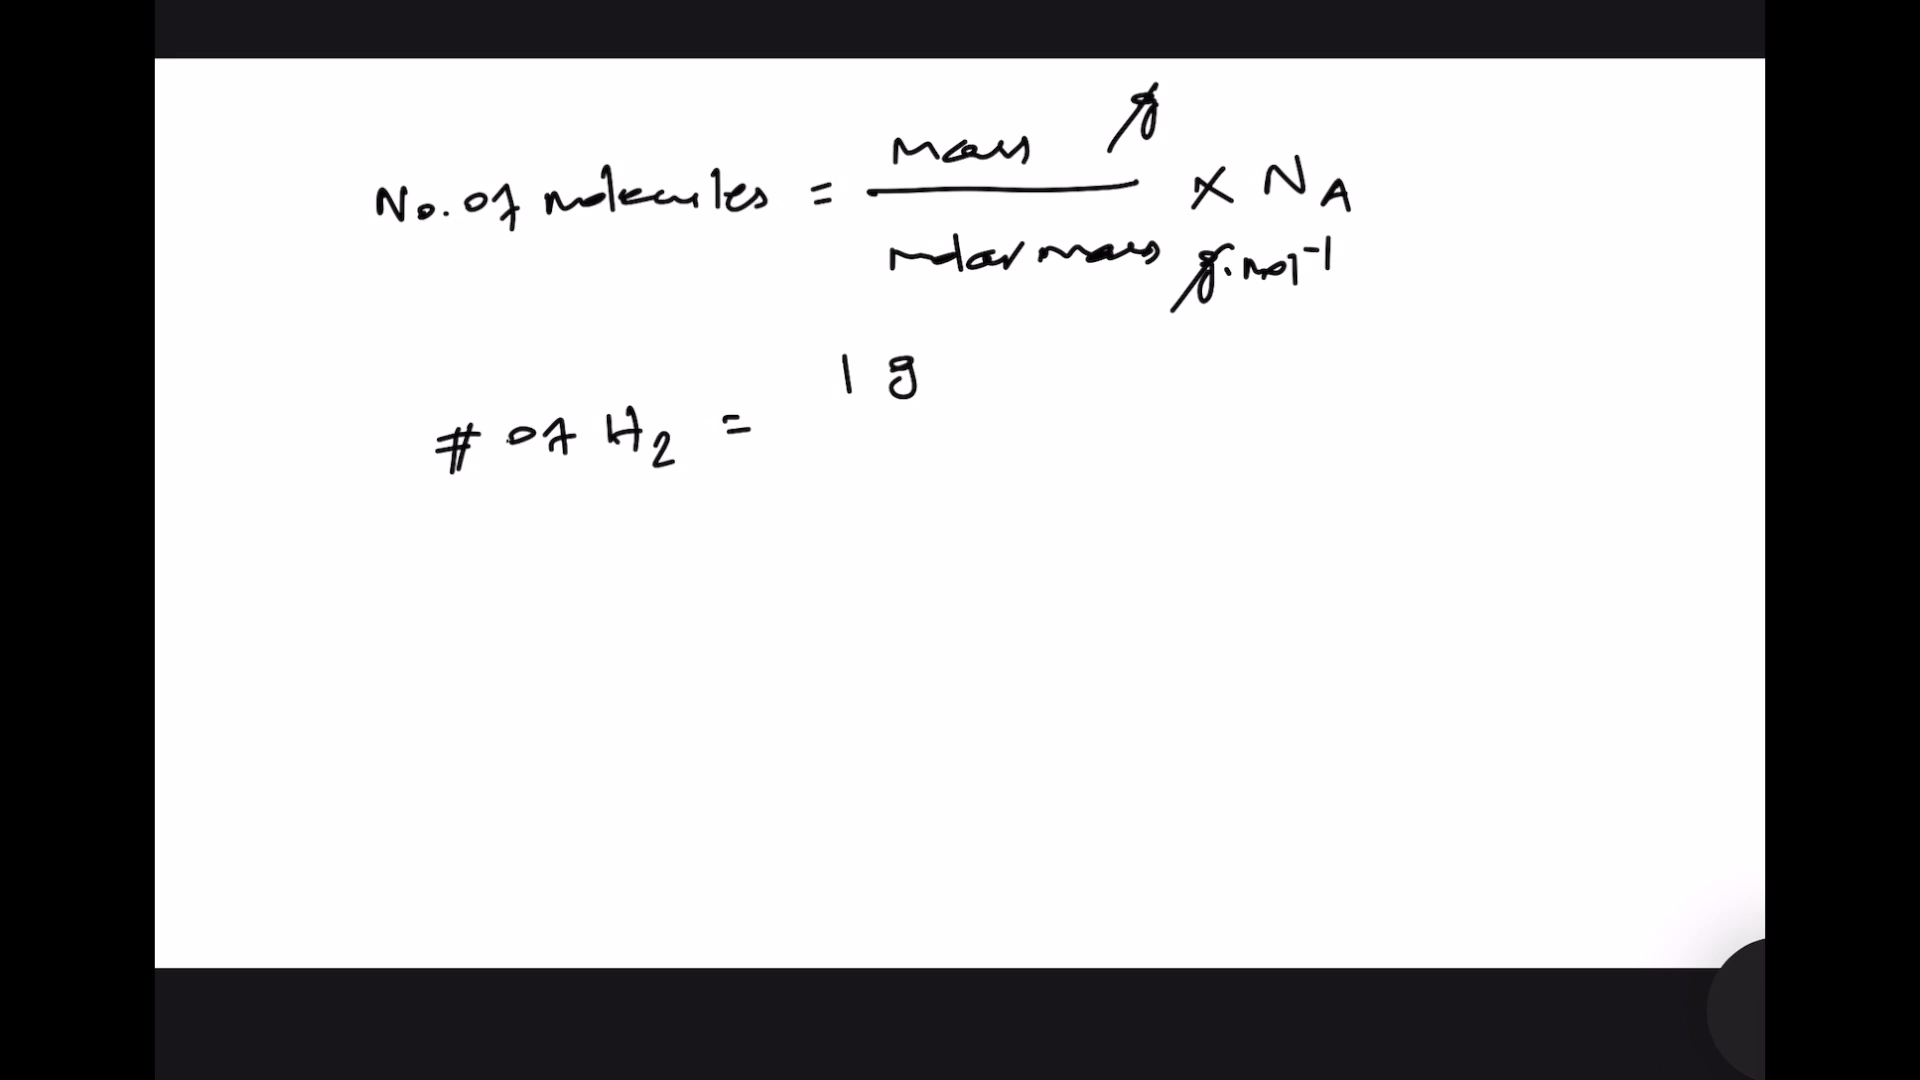 No. of molecules = mass g / molar mass g.mol⁻¹ × N_A
# of H₂ = 1 g